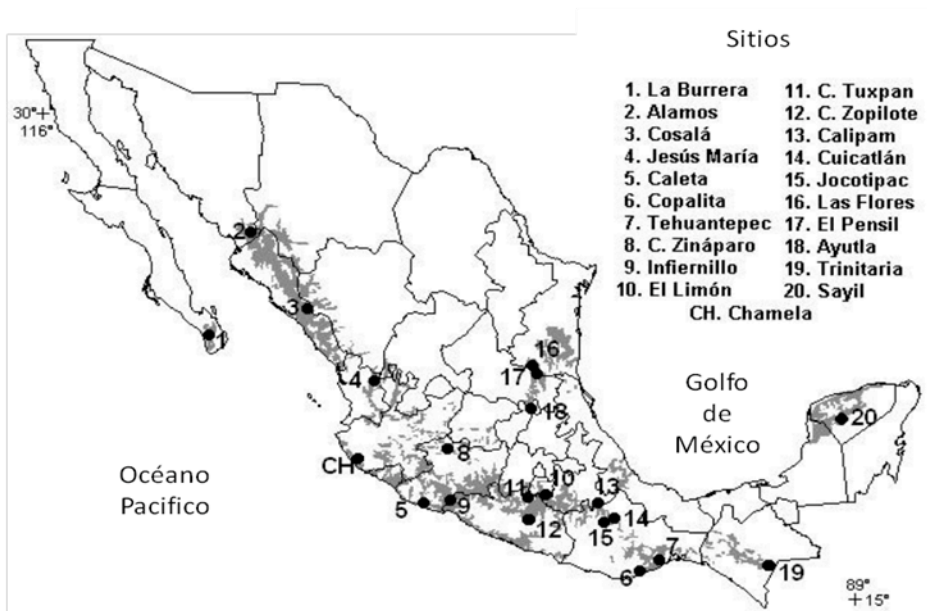 Sitios
1. La Burrera
2. Alamos
3. Cosalá
4. Jesús María
5. Caleta
6. Copalita
7. Tehuantepec
8. C. Zináparo
9. Infiernillo
10. El Limón
11. C. Tuxpan
12. C. Zopilote
13. Calipam
14. Cuicatlán
15. Jocotipac
16. Las Flores
17. El Pensil
18. Ayutla
19. Trinitaria
20. Sayil
CH. Chamela
30°+
116°
2
3
1
4
16
17
18
Golfo
de
México
20
CH
8
Océano
Pacifico
5
9
11
10
12
13
14
15
6
7
19
89°
+15°